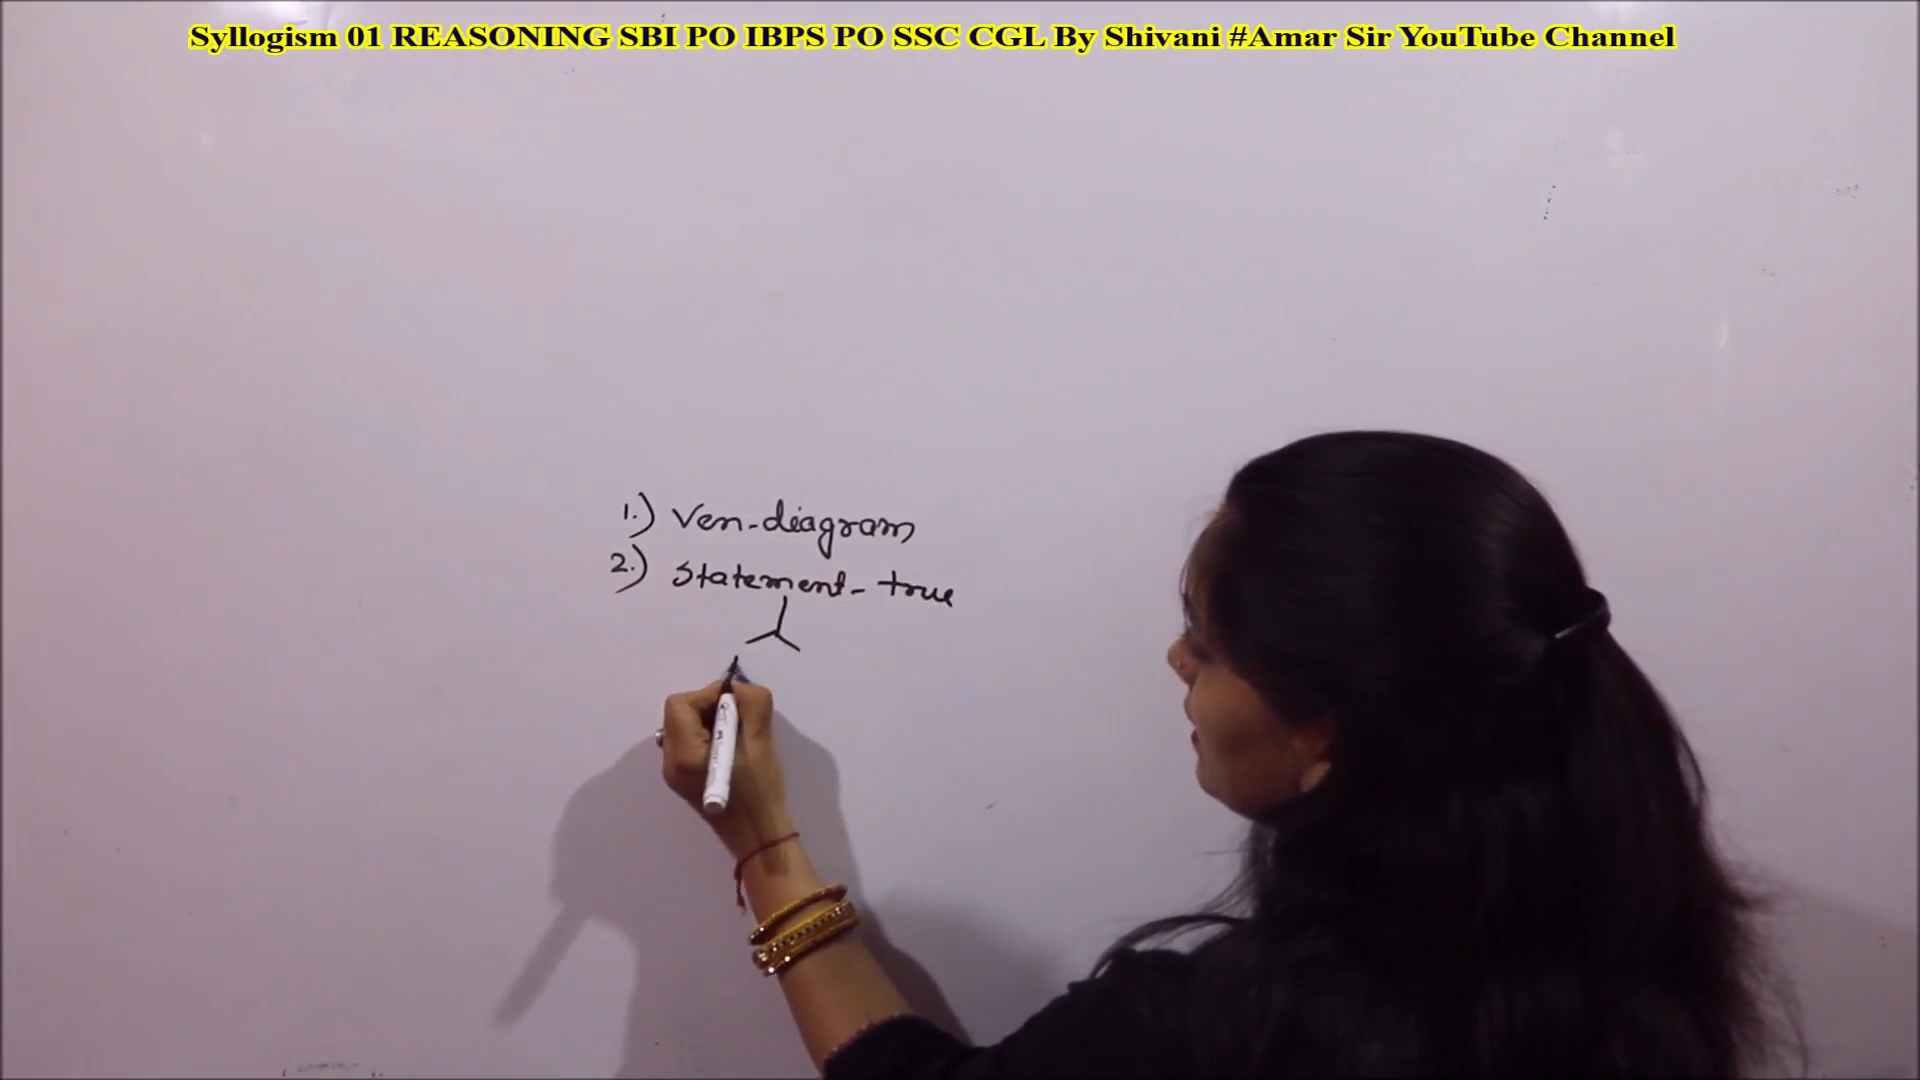 Syllogism 01 REASONING SBI PO IBPS PO SSC CGL By Shivani #Amar Sir YouTube Channel
1.) Ven-diagram
2.) Statement - true